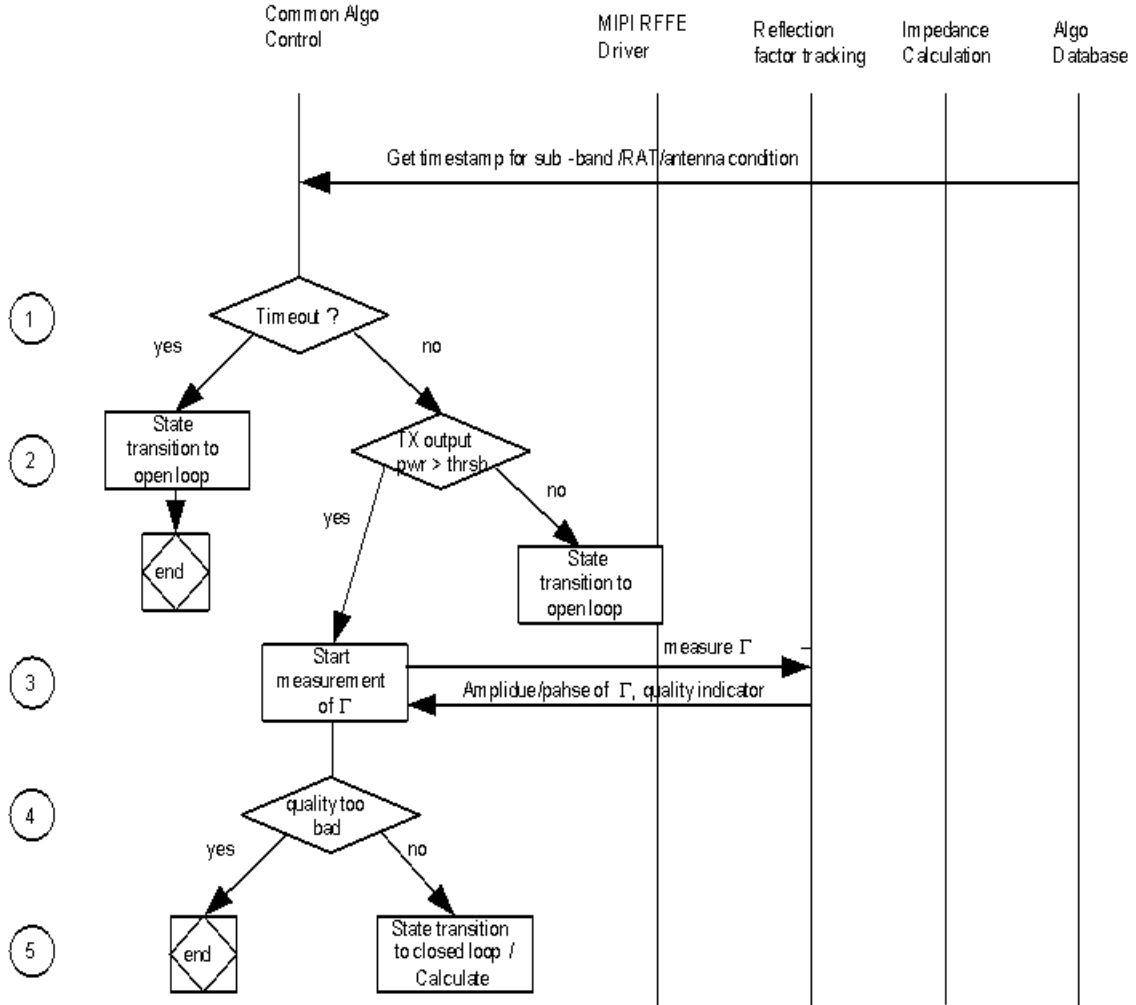 Common Algo
Control
MIPI RFFE
Driver
Reflection
factor tracking
Impedance
Calculation
Algo
Database
Get timestamp for sub -band /RAT/antenna condition
1
Timeout ?
yes
no
2
State
transition to
open loop
TX output
pwr > thrsh
yes
no
end
State
transition to
open loop
3
Start
measurement
of Γ
measure Γ
Amplidue/pahse of Γ, quality indicator
4
quality too
bad
yes
no
5
end
State transition
to closed loop /
Calculate